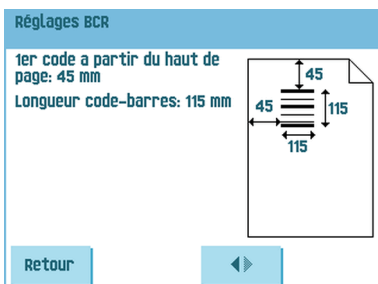 Réglages BCR
1er code a partir du haut de
page: 45 mm
Longueur code-barres: 115 mm
45
45
115
115
Retour